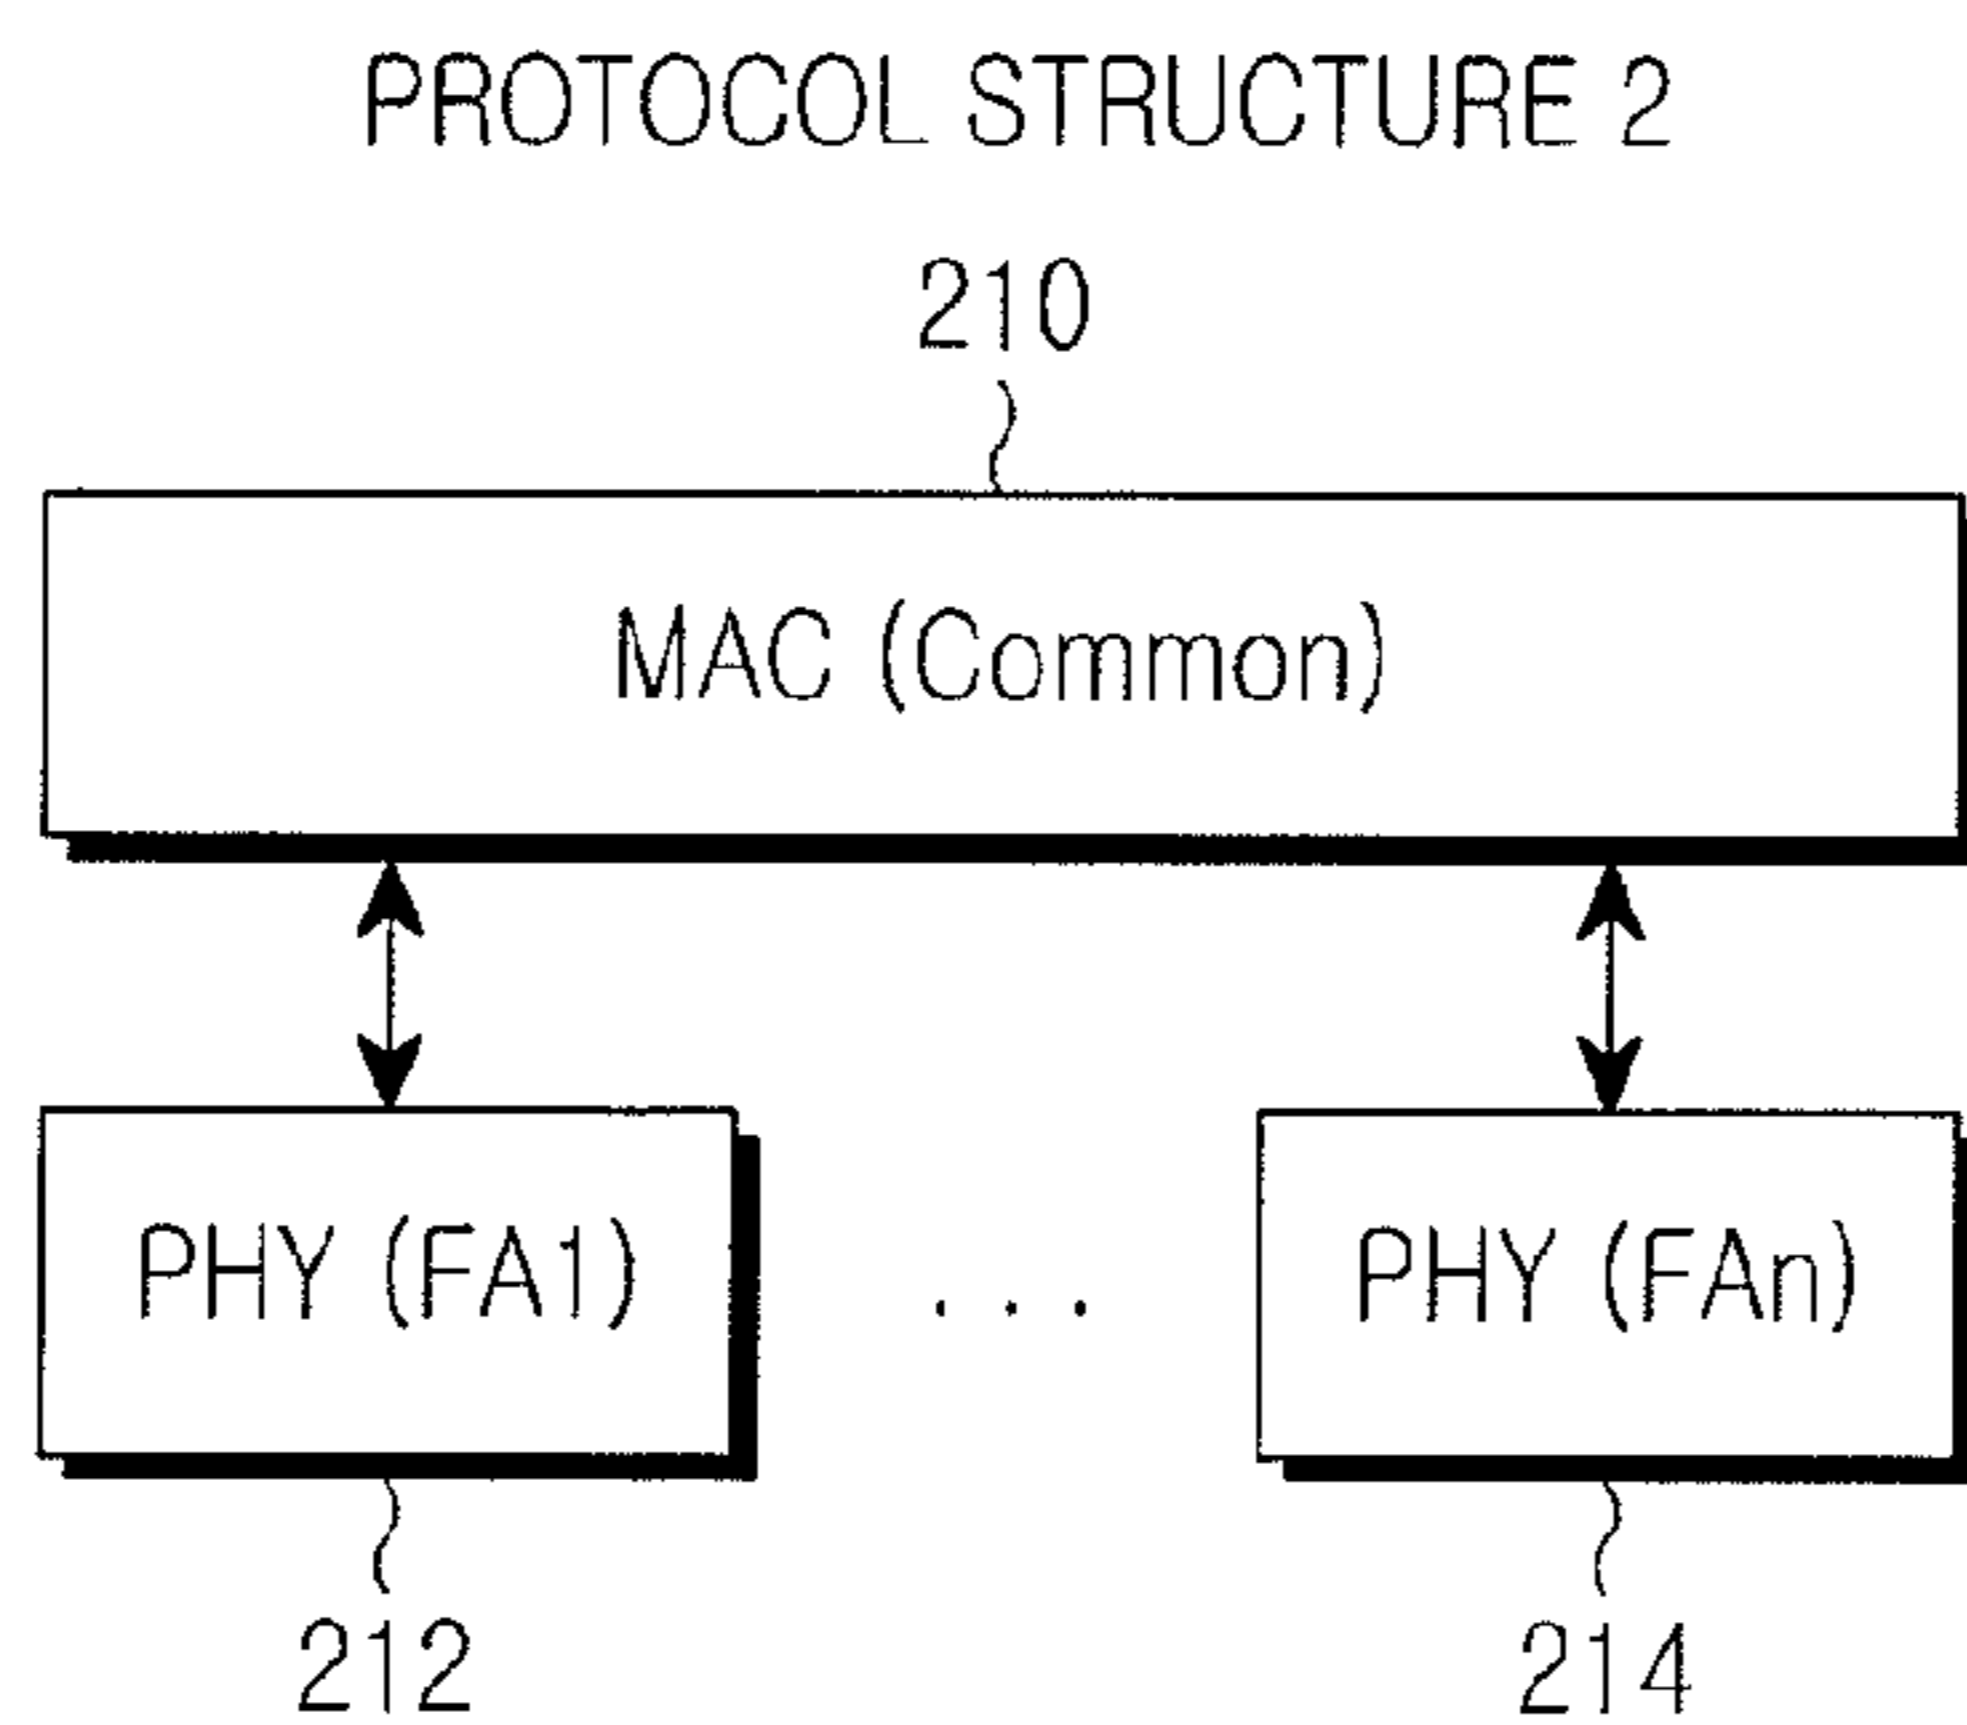 PROTOCOL STRUCTURE 2
210
MAC (Common)
PHY (FA1)
. . .
PHY (FAn)
212
214